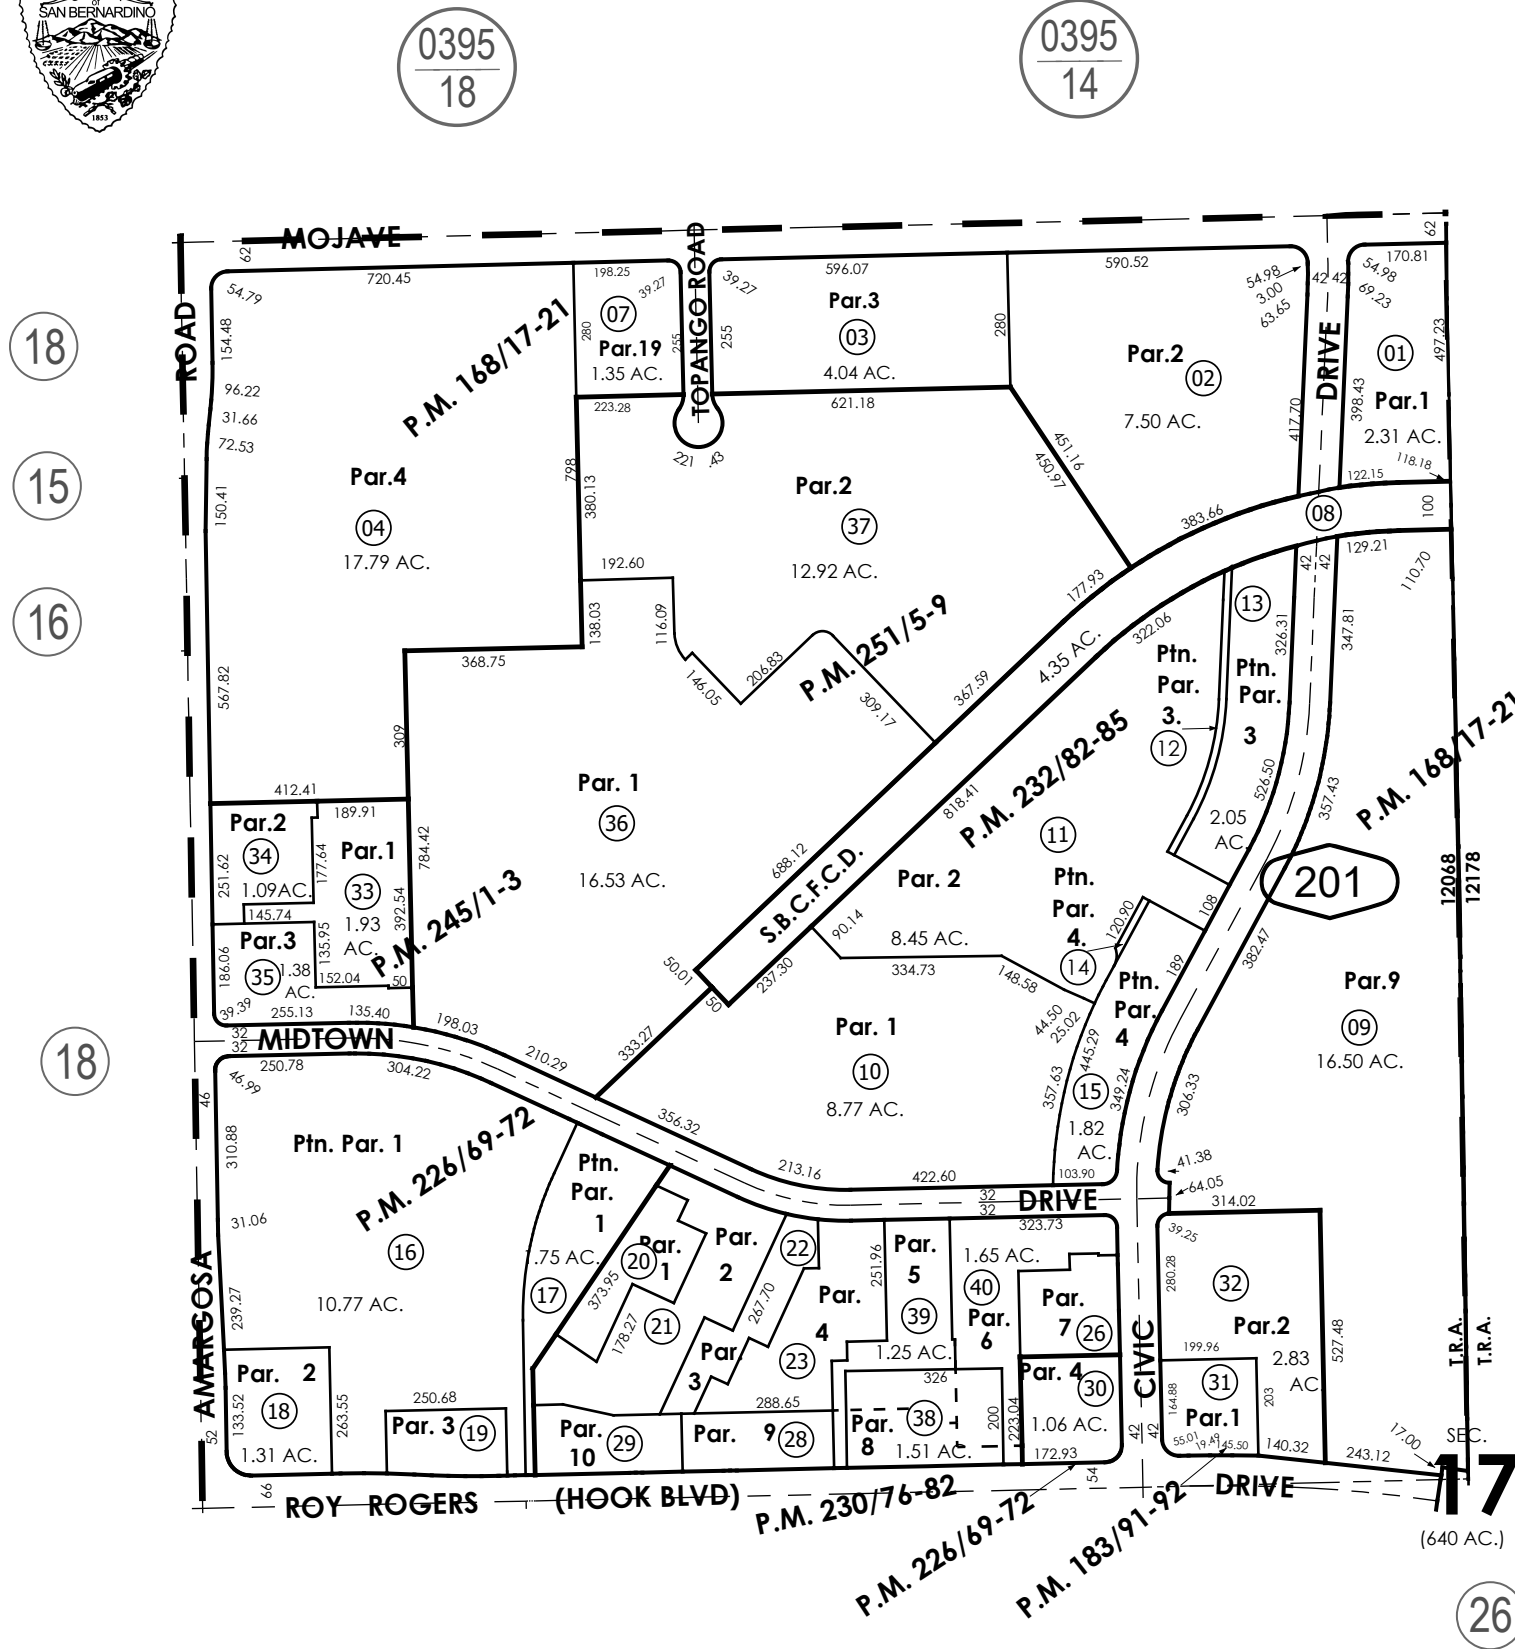 OF
SAN BERNARDINO
1853
0395
18
0395
14
18
15
16
18
26
MOJAVE
DRIVE
ROAD
TOPANGO ROAD
62
720.45
198.25
39.27
39.27
596.07
590.52
54.98
3.00
63.65
42 42
54.98
69.23
170.81
62
54.79
154.48
96.22
31.66
72.53
150.41
567.82
P.M. 168/17-21
07
280
Par.19
1.35 AC.
255
255
Par.3
03
4.04 AC.
280
Par.2
02
7.50 AC.
417.70
398.43
01
Par.1
2.31 AC.
497.23
118.18
122.15
223.28
621.18
221 .43
451.16
450.97
Par.4
04
17.79 AC.
798
380.13
Par.2
37
12.92 AC.
383.66
08
100
129.21
110.70
192.60
138.03
116.09
368.75
146.05
206.83
309.17
P.M. 251/5-9
177.93
367.59
4.35 AC.
322.06
42
42
13
326.31
347.81
Ptn.
Par.
3.
12
Ptn.
Par.
3
526.50
2.05
AC.
357.43
P.M. 168/17-21
309
412.41
189.91
Par.2
34
1.09AC.
251.62
177.64
145.74
Par.1
33
1.93
AC.
392.54
784.42
Par.3
35
1.38
AC.
186.06
135.95
152.04
50
P.M. 245/1-3
Par. 1
36
16.53 AC.
688.12
818.41
S.B.C.F.C.D.
P.M. 232/82-85
11
Par. 2
8.45 AC.
Ptn.
Par.
4.
14
120.90
108
201
12068
12178
90.14
237.30
50.01
50
334.73
148.58
189
382.47
Ptn.
Par.
4
44.50
25.02
445.29
357.63
349.24
15
1.82
AC.
103.90
306.33
Par.9
09
16.50 AC.
39.39
255.13
135.40
198.03
210.29
333.27
356.32
213.16
422.60
Par. 1
10
8.77 AC.
32
32
MIDTOWN
DRIVE
32
32
250.78
304.22
46.99
46
310.88
31.06
239.27
Ptn. Par. 1
P.M. 226/69-72
16
10.77 AC.
AMARGOSA
Ptn.
Par.
1
.75 AC.
17
373.95
20
Par.
1
178.27
21
Par.
2
267.70
22
Par.
3
Par.
4
23
251.96
Par.
5
39
1.25 AC.
323.73
1.65 AC.
40
Par.
6
Par.
7
26
41.38
64.05
314.02
39.25
280.28
32
Par.2
2.83
AC.
527.48
199.96
31
Par.1
164.88
203
55.01
19.49
145.50
140.32
243.12
17.00
CIVIC
42
42
54
Par. 2
18
1.31 AC.
133.52
52
263.55
66
250.68
Par. 3
19
Par.
10
29
288.65
Par. 9
28
326
Par.
8
38
1.51 AC.
200
223.04
Par. 4
30
1.06 AC.
172.93
T.R.A.
T.R.A.
SEC.
17
(640 AC.)
ROY ROGERS (HOOK BLVD)
DRIVE
P.M. 230/76-82
P.M. 226/69-72
P.M. 183/91-92